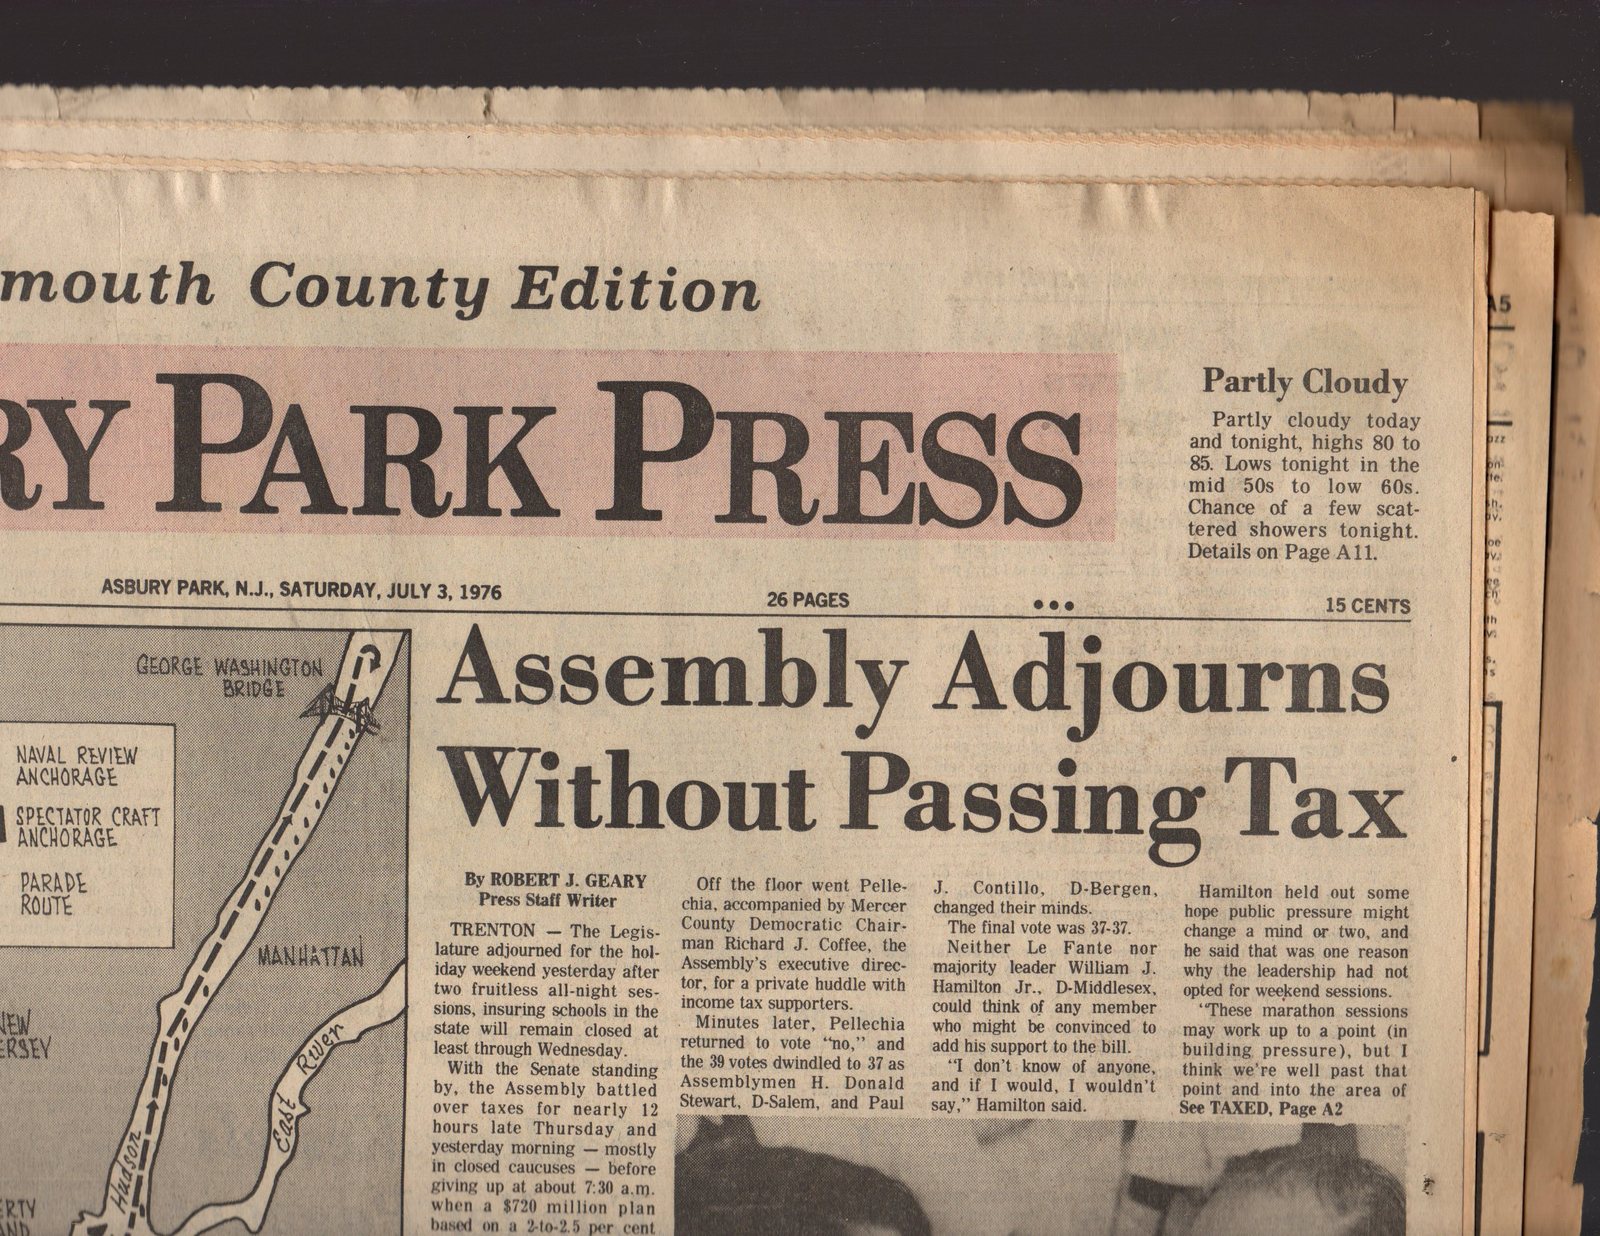 mouth County Edition
RY PARK PRESS
Partly Cloudy
Partly cloudy today
and tonight, highs 80 to
85. Lows tonight in the
mid 50s to low 60s.
Chance of a few scat-
tered showers tonight.
Details on Page A11.
ASBURY PARK, N.J., SATURDAY, JULY 3, 1976
26 PAGES
15 CENTS
A5
GEORGE WASHINGTON
BRIDGE
NAVAL REVIEW
ANCHORAGE
SPECTATOR CRAFT
ANCHORAGE
PARADE
ROUTE
MANHATTAN
NEW
ERSEY
East River
Hudson
ERTY
AND
Assembly Adjourns
Without Passing Tax
By ROBERT J. GEARY
Press Staff Writer
TRENTON — The Legis-
lature adjourned for the hol-
iday weekend yesterday after
two fruitless all-night ses-
sions, insuring schools in the
state will remain closed at
least through Wednesday.
With the Senate standing
by, the Assembly battled
over taxes for nearly 12
hours late Thursday and
yesterday morning — mostly
in closed caucuses — before
giving up at about 7:30 a.m.
when a $720 million plan
based on a 2-to-2.5 per cent
Off the floor went Pelle-
chia, accompanied by Mercer
County Democratic Chair-
man Richard J. Coffee, the
Assembly's executive direc-
tor, for a private huddle with
income tax supporters.
Minutes later, Pellechia
returned to vote "no," and
the 39 votes dwindled to 37 as
Assemblymen H. Donald
Stewart, D-Salem, and Paul
J. Contillo, D-Bergen,
changed their minds.
The final vote was 37-37.
Neither Le Fante nor
majority leader William J.
Hamilton Jr., D-Middlesex,
could think of any member
who might be convinced to
add his support to the bill.
"I don't know of anyone,
and if I would, I wouldn't
say," Hamilton said.
Hamilton held out some
hope public pressure might
change a mind or two, and
he said that was one reason
why the leadership had not
opted for weekend sessions.
"These marathon sessions
may work up to a point (in
building pressure), but I
think we're well past that
point and into the area of
See TAXED, Page A2